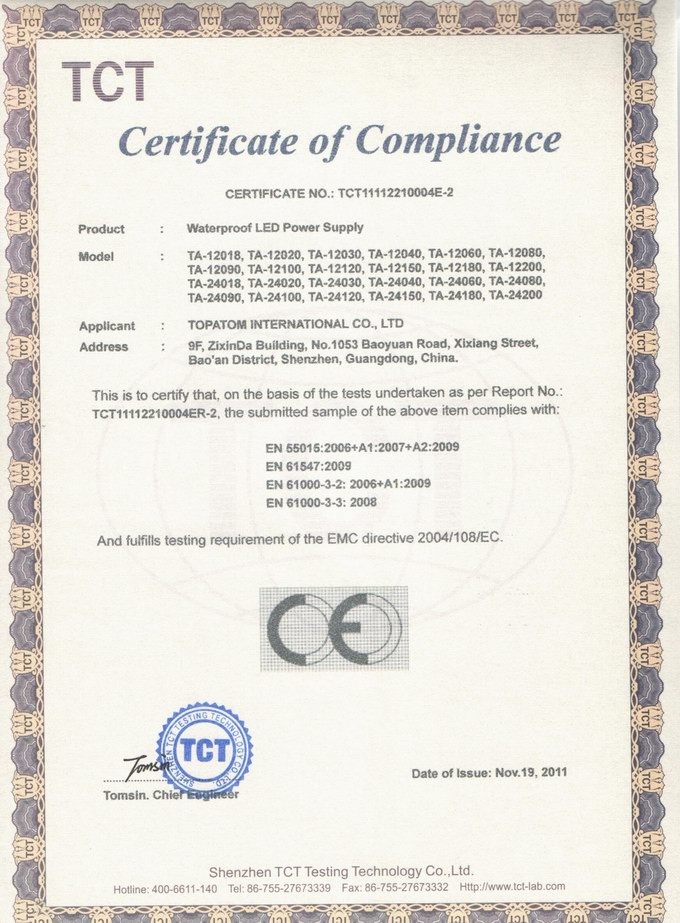 TCT
Certificate of Compliance
CERTIFICATE NO.: TCT11112210004E-2
Product : Waterproof LED Power Supply
Model : TA-12018, TA-12020, TA-12030, TA-12040, TA-12060, TA-12080,
TA-12090, TA-12100, TA-12120, TA-12150, TA-12180, TA-12200,
TA-24018, TA-24020, TA-24030, TA-24040, TA-24060, TA-24080,
TA-24090, TA-24100, TA-24120, TA-24150, TA-24180, TA-24200
Applicant : TOPATOM INTERNATIONAL CO., LTD
Address : 9F, ZixinDa Building, No.1053 Baoyuan Road, Xixiang Street,
Bao'an District, Shenzhen, Guangdong, China.
This is to certify that, on the basis of the tests undertaken as per Report No.:
TCT11112210004ER-2, the submitted sample of the above item complies with:
EN 55015:2006+A1:2007+A2:2009
EN 61547:2009
EN 61000-3-2: 2006+A1:2009
EN 61000-3-3: 2008
And fulfills testing requirement of the EMC directive 2004/108/EC.
CE
SHENZHEN TCT TESTING TECHNOLOGY CO., LTD
TCT
Tomsin
Tomsin. Chief Engineer
Date of Issue: Nov.19, 2011
Shenzhen TCT Testing Technology Co.,Ltd.
Hotline: 400-6611-140 Tel: 86-755-27673339 Fax: 86-755-27673332 Http://www.tct-lab.com